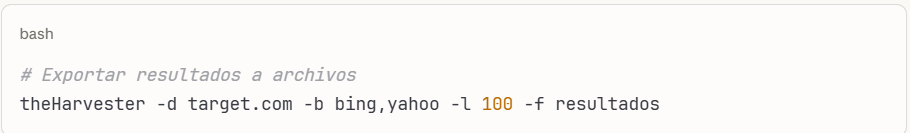 bash
# Exportar resultados a archivos
theHarvester -d target.com -b bing,yahoo -l 100 -f resultados